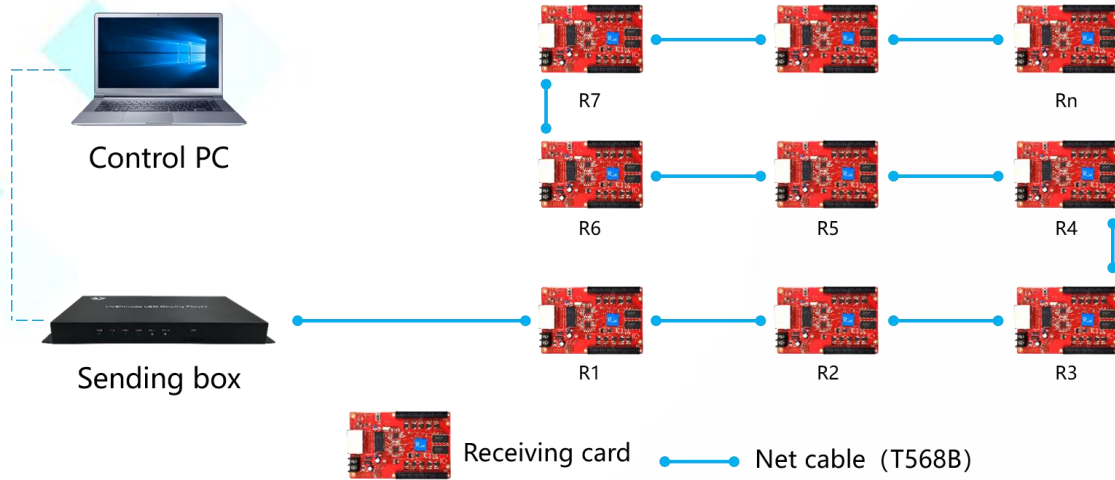 R7
Rn
Control PC
R6
R5
R4
Sending box
R1
R2
R3
Receiving card
Net cable（T568B）